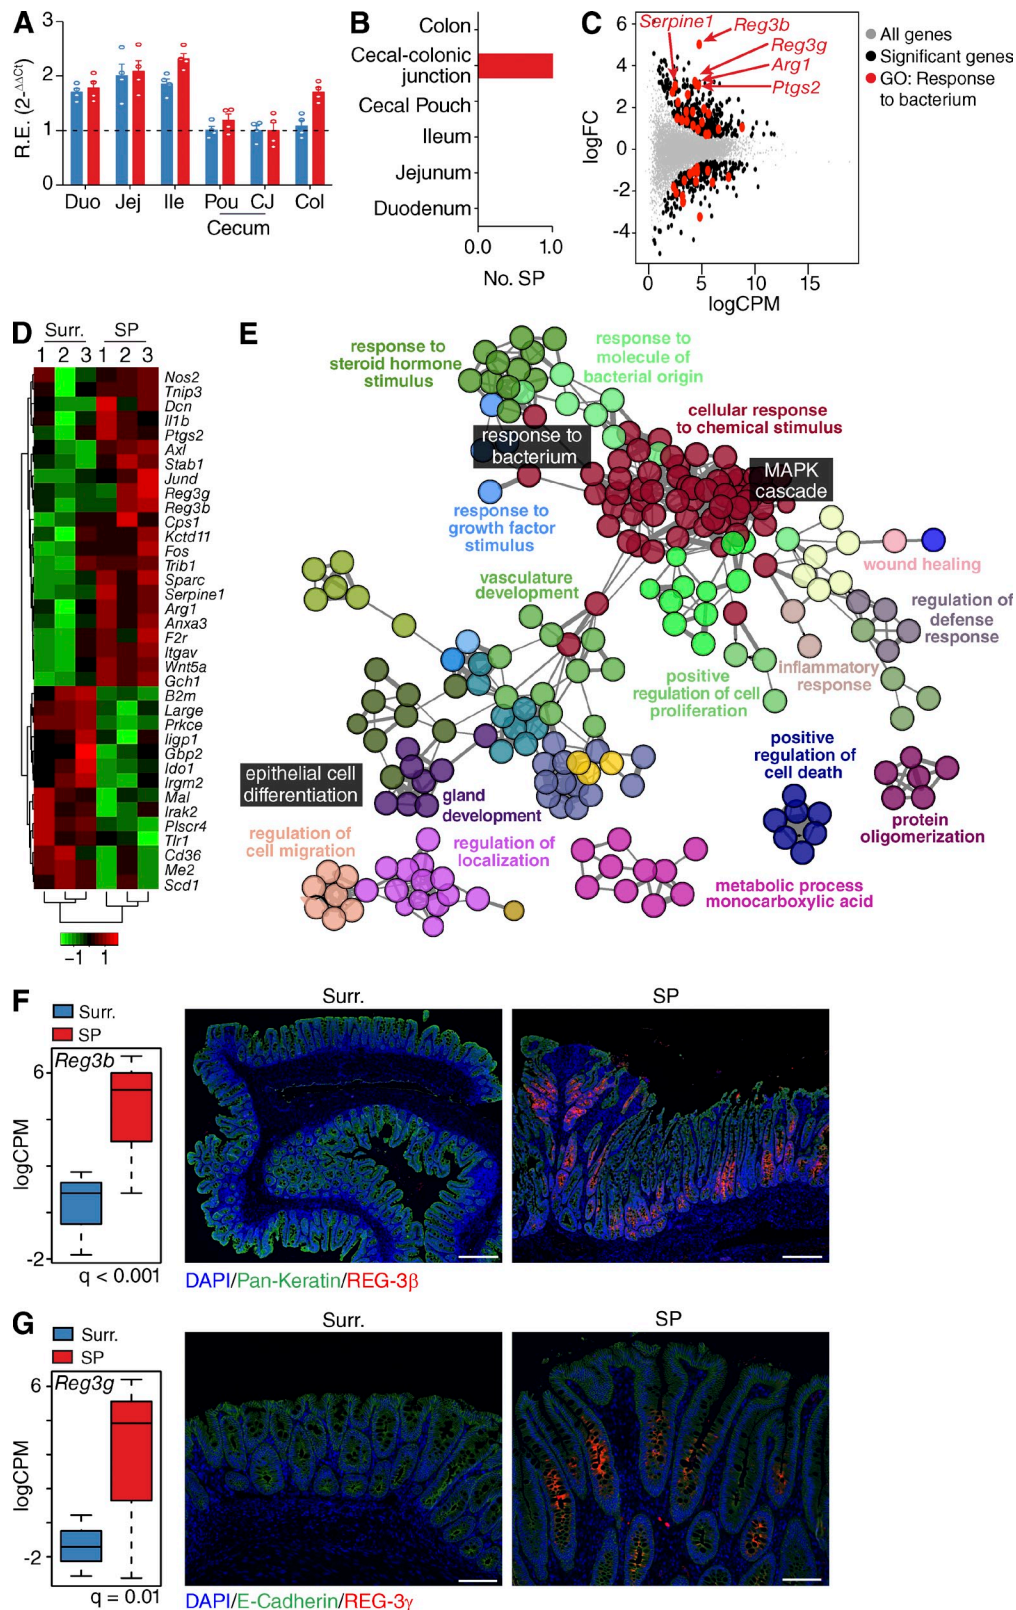 A
R.E. (2-ΔΔCt)
3
2
1
0
Duo Jej Ile Pou CJ Col
Cecum
B
Colon
Cecal-colonic
junction
Cecal Pouch
Ileum
Jejunum
Duodenum
0.0 1.0
No. SP
C
logFC
6
4
2
0
-2
-4
0 5 10 15
logCPM
Serpine1
Reg3b
Reg3g
Arg1
Ptgs2
All genes
Significant genes
GO: Response
to bacterium
D
Surr. SP
1 2 3 1 2 3
Nos2
Tnip3
Dcn
Il1b
Ptgs2
Axl
Stab1
Jund
Reg3g
Reg3b
Cps1
Kctd11
Fos
Trib1
Sparc
Serpine1
Arg1
Anxa3
F2r
Itgav
Wnt5a
Gch1
B2m
Large
Prkce
Iigp1
Gbp2
Ido1
Irgm2
Mal
Irak2
Plscr4
Tlr1
Cd36
Me2
Scd1
−1 1
E
response to
steroid hormone
stimulus
response to
molecule of
bacterial origin
cellular response
to chemical stimulus
response to
bacterium
MAPK
cascade
response to
growth factor
stimulus
wound healing
vasculature
development
regulation of
defense
response
inflammatory
response
positive
regulation of cell
proliferation
positive
regulation of
cell death
epithelial cell
differentiation
gland
development
protein
oligomerization
regulation of
cell migration
regulation of
localization
metabolic process
monocarboxylic acid
F
Surr.
SP
Reg3b
logCPM
6
-2
q < 0.001
Surr. SP
DAPI/Pan-Keratin/REG-3β
G
Surr.
SP
Reg3g
logCPM
6
-2
q = 0.01
Surr. SP
DAPI/E-Cadherin/REG-3γ